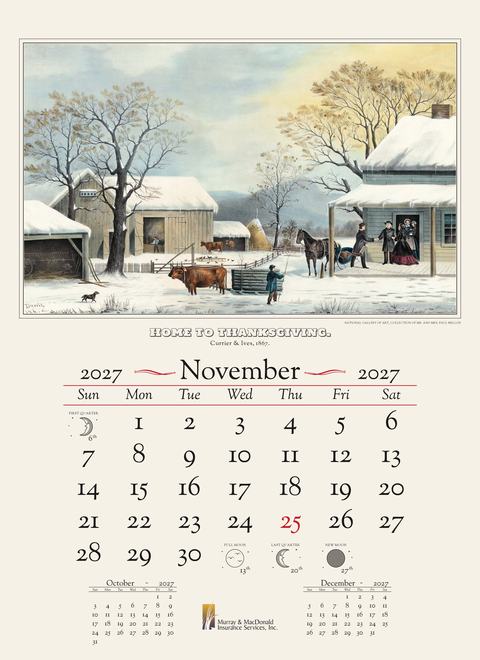 NATIONAL GALLERY OF ART, COLLECTION OF MR. AND MRS. PAUL MELLON
HOME TO THANKSGIVING.
Currier & Ives, 1867.
2027 November 2027
Sun Mon Tue Wed Thu Fri Sat
FIRST QUARTER 6th 1 2 3 4 5 6
7 8 9 10 11 12 13
14 15 16 17 18 19 20
21 22 23 24 25 26 27
28 29 30 FULL MOON 13th LAST QUARTER 20th NEW MOON 27th
October - 2027
Sun Mon Tue Wed Thu Fri Sat
1 2
3 4 5 6 7 8 9
10 11 12 13 14 15 16
17 18 19 20 21 22 23
24 25 26 27 28 29 30
31
Murray & MacDonald
Insurance Services, Inc.
December - 2027
Sun Mon Tue Wed Thu Fri Sat
1 2 3 4
5 6 7 8 9 10 11
12 13 14 15 16 17 18
19 20 21 22 23 24 25
26 27 28 29 30 31